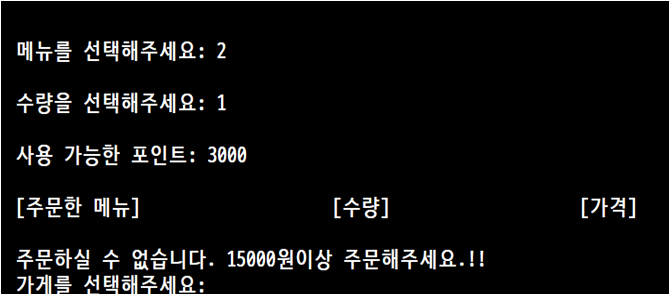 메뉴를 선택해주세요: 2
수량을 선택해주세요: 1
사용 가능한 포인트: 3000
[주문한 메뉴] [수량] [가격]
주문하실 수 없습니다. 15000원이상 주문해주세요.!!
가게를 선택해주세요: